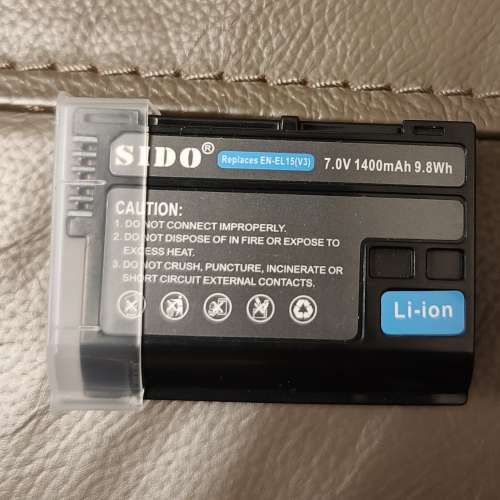 SIDO® Replaces EN-EL15(V3) 7.0V 1400mAh 9.8Wh
CAUTION:
1. DO NOT CONNECT IMPROPERLY.
2. DO NOT DISPOSE OF IN FIRE OR EXPOSE TO
EXCESS HEAT.
3. DO NOT CRUSH, PUNCTURE, INCINERATE OR
SHORT CIRCUIT EXTERNAL CONTACTS.
Li-ion